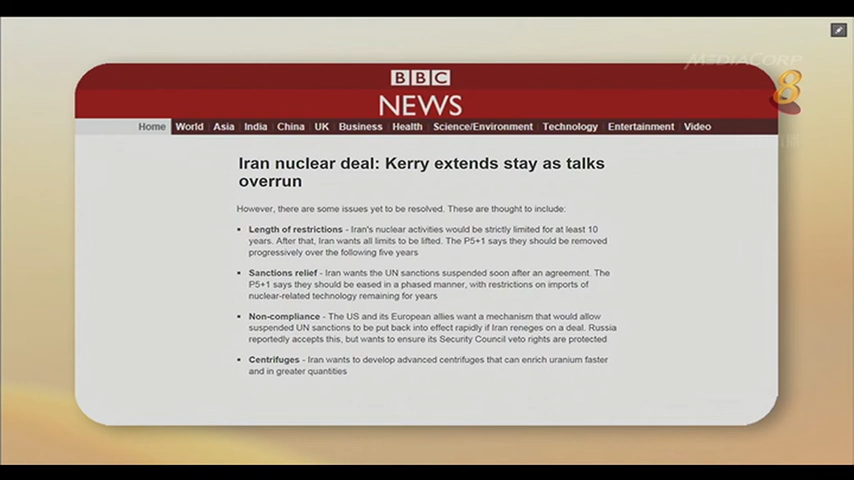 MEDIACORP
8
BBC
NEWS
Home World Asia India China UK Business Health Science/Environment Technology Entertainment Video
Iran nuclear deal: Kerry extends stay as talks
overrun
However, there are some issues yet to be resolved. These are thought to include:
▪ Length of restrictions - Iran's nuclear activities would be strictly limited for at least 10
years. After that, Iran wants all limits to be lifted. The P5+1 says they should be removed
progressively over the following five years
▪ Sanctions relief - Iran wants the UN sanctions suspended soon after an agreement. The
P5+1 says they should be eased in a phased manner, with restrictions on imports of
nuclear-related technology remaining for years
▪ Non-compliance - The US and its European allies want a mechanism that would allow
suspended UN sanctions to be put back into effect rapidly if Iran reneges on a deal. Russia
reportedly accepts this, but wants to ensure its Security Council veto rights are protected
▪ Centrifuges - Iran wants to develop advanced centrifuges that can enrich uranium faster
and in greater quantities